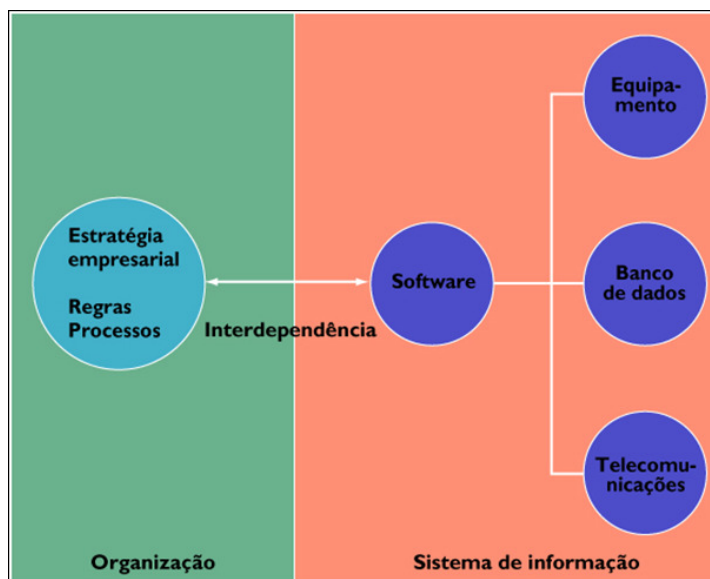 Equipa-
mento
Estratégia
empresarial
Regras
Processos
Software
Banco
de dados
Interdependência
Telecomu-
nicações
Organização
Sistema de informação